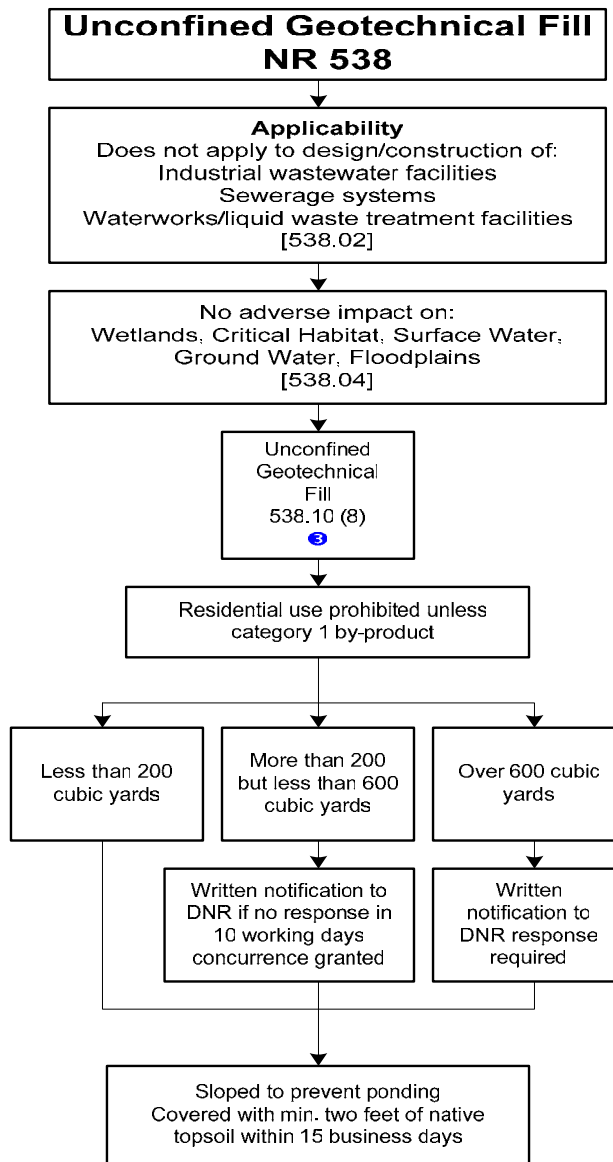 Unconfined Geotechnical Fill
NR 538
Applicability
Does not apply to design/construction of:
Industrial wastewater facilities
Sewerage systems
Waterworks/liquid waste treatment facilities
[538.02]
No adverse impact on:
Wetlands, Critical Habitat, Surface Water,
Ground Water, Floodplains
[538.04]
Unconfined
Geotechnical
Fill
538.10 (8)
3
Residential use prohibited unless
category 1 by-product
Less than 200
cubic yards
More than 200
but less than 600
cubic yards
Over 600 cubic
yards
Written notification to
DNR if no response in
10 working days
concurrence granted
Written
notification to
DNR response
required
Sloped to prevent ponding
Covered with min. two feet of native
topsoil within 15 business days